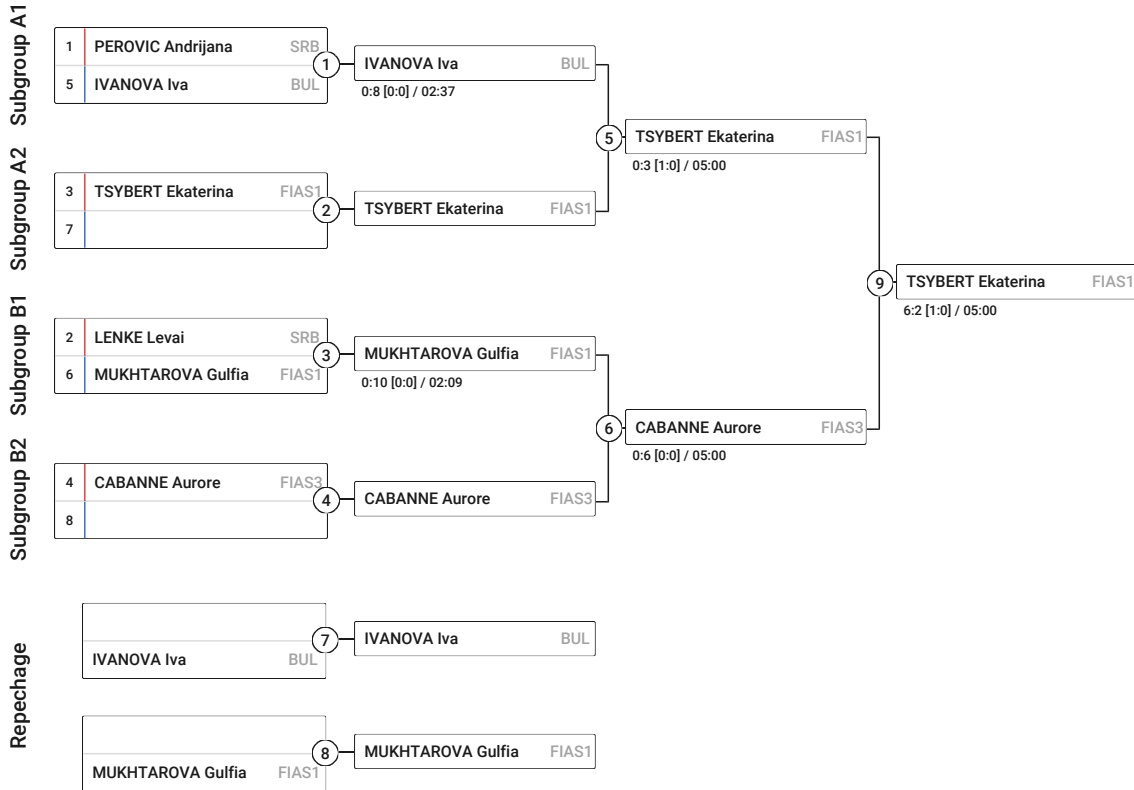 Subgroup A1
1 PEROVIC Andrijana SRB
5 IVANOVA Iva BUL
1
IVANOVA Iva BUL
0:8 [0:0] / 02:37
Subgroup A2
3 TSYBERT Ekaterina FIAS1
7
2
TSYBERT Ekaterina FIAS1
5
TSYBERT Ekaterina FIAS1
0:3 [1:0] / 05:00
Subgroup B1
2 LENKE Levai SRB
6 MUKHTAROVA Gulfia FIAS1
3
MUKHTAROVA Gulfia FIAS1
0:10 [0:0] / 02:09
Subgroup B2
4 CABANNE Aurore FIAS3
8
4
CABANNE Aurore FIAS3
6
CABANNE Aurore FIAS3
0:6 [0:0] / 05:00
9
TSYBERT Ekaterina FIAS1
6:2 [1:0] / 05:00
Repechage
IVANOVA Iva BUL
7
IVANOVA Iva BUL
MUKHTAROVA Gulfia FIAS1
8
MUKHTAROVA Gulfia FIAS1